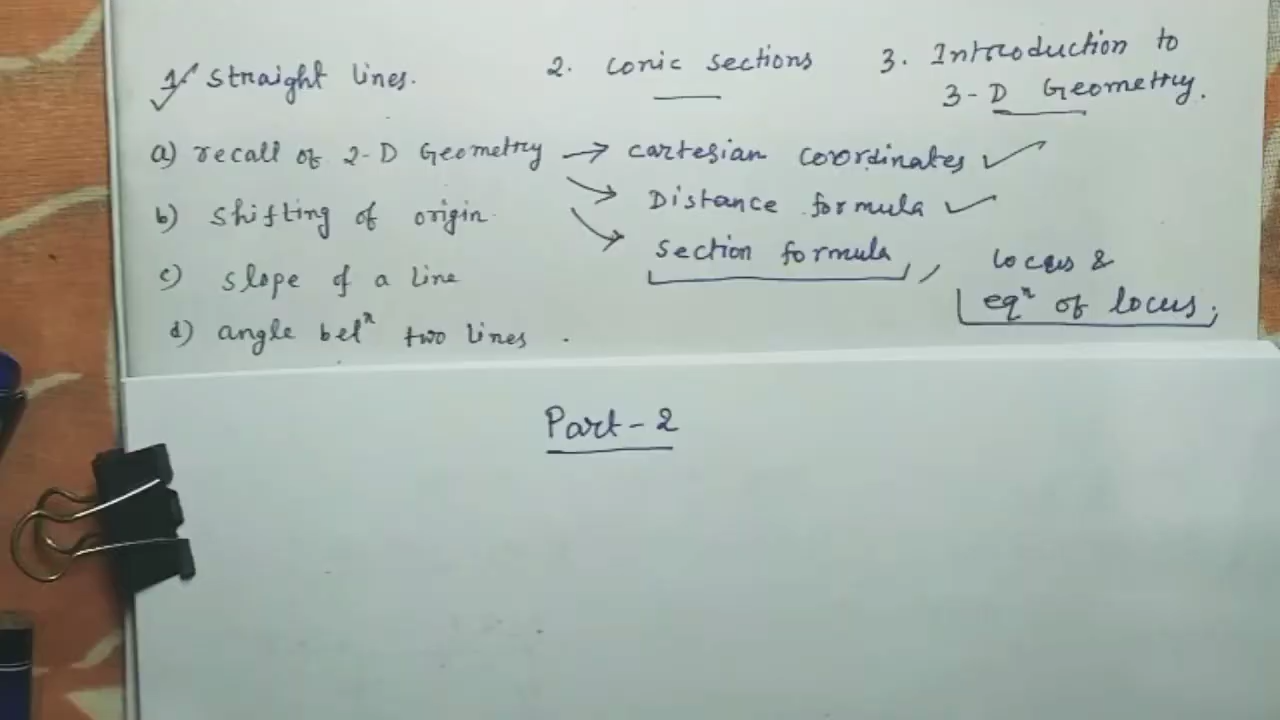 1 Straight lines. 2. conic sections 3. Introduction to
3-D Geometry.
a) recall of 2-D Geometry → cartesian coordinates ✓
→ Distance formula ✓
b) shifting of origin. → section formula, locus &
eqⁿ of locus.
c) slope of a line
d) angle betⁿ two lines.
Part-2